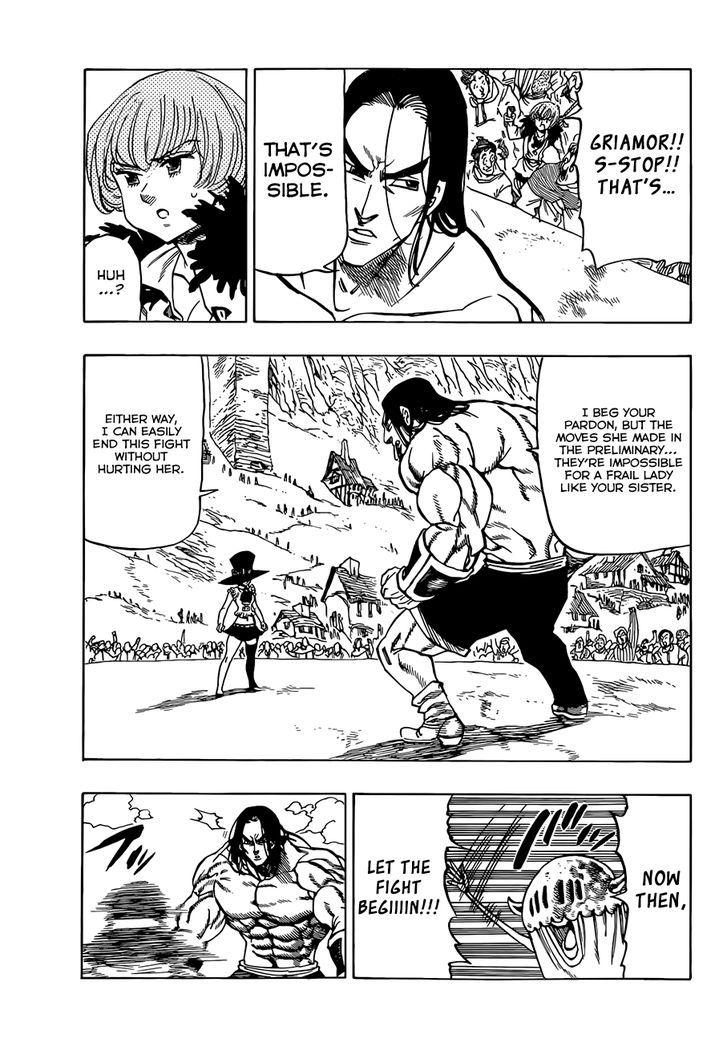 GRIAMOR!!
S-STOP!!
THAT'S...
THAT'S
IMPOS-
SIBLE.
HUH
...?
I BEG YOUR
PARDON, BUT THE
MOVES SHE MADE IN
THE PRELIMINARY...
THEY'RE IMPOSSIBLE
FOR A FRAIL LADY
LIKE YOUR SISTER.
EITHER WAY,
I CAN EASILY
END THIS FIGHT
WITHOUT
HURTING HER.
NOW
THEN,
LET THE
FIGHT
BEGIIIIN!!!